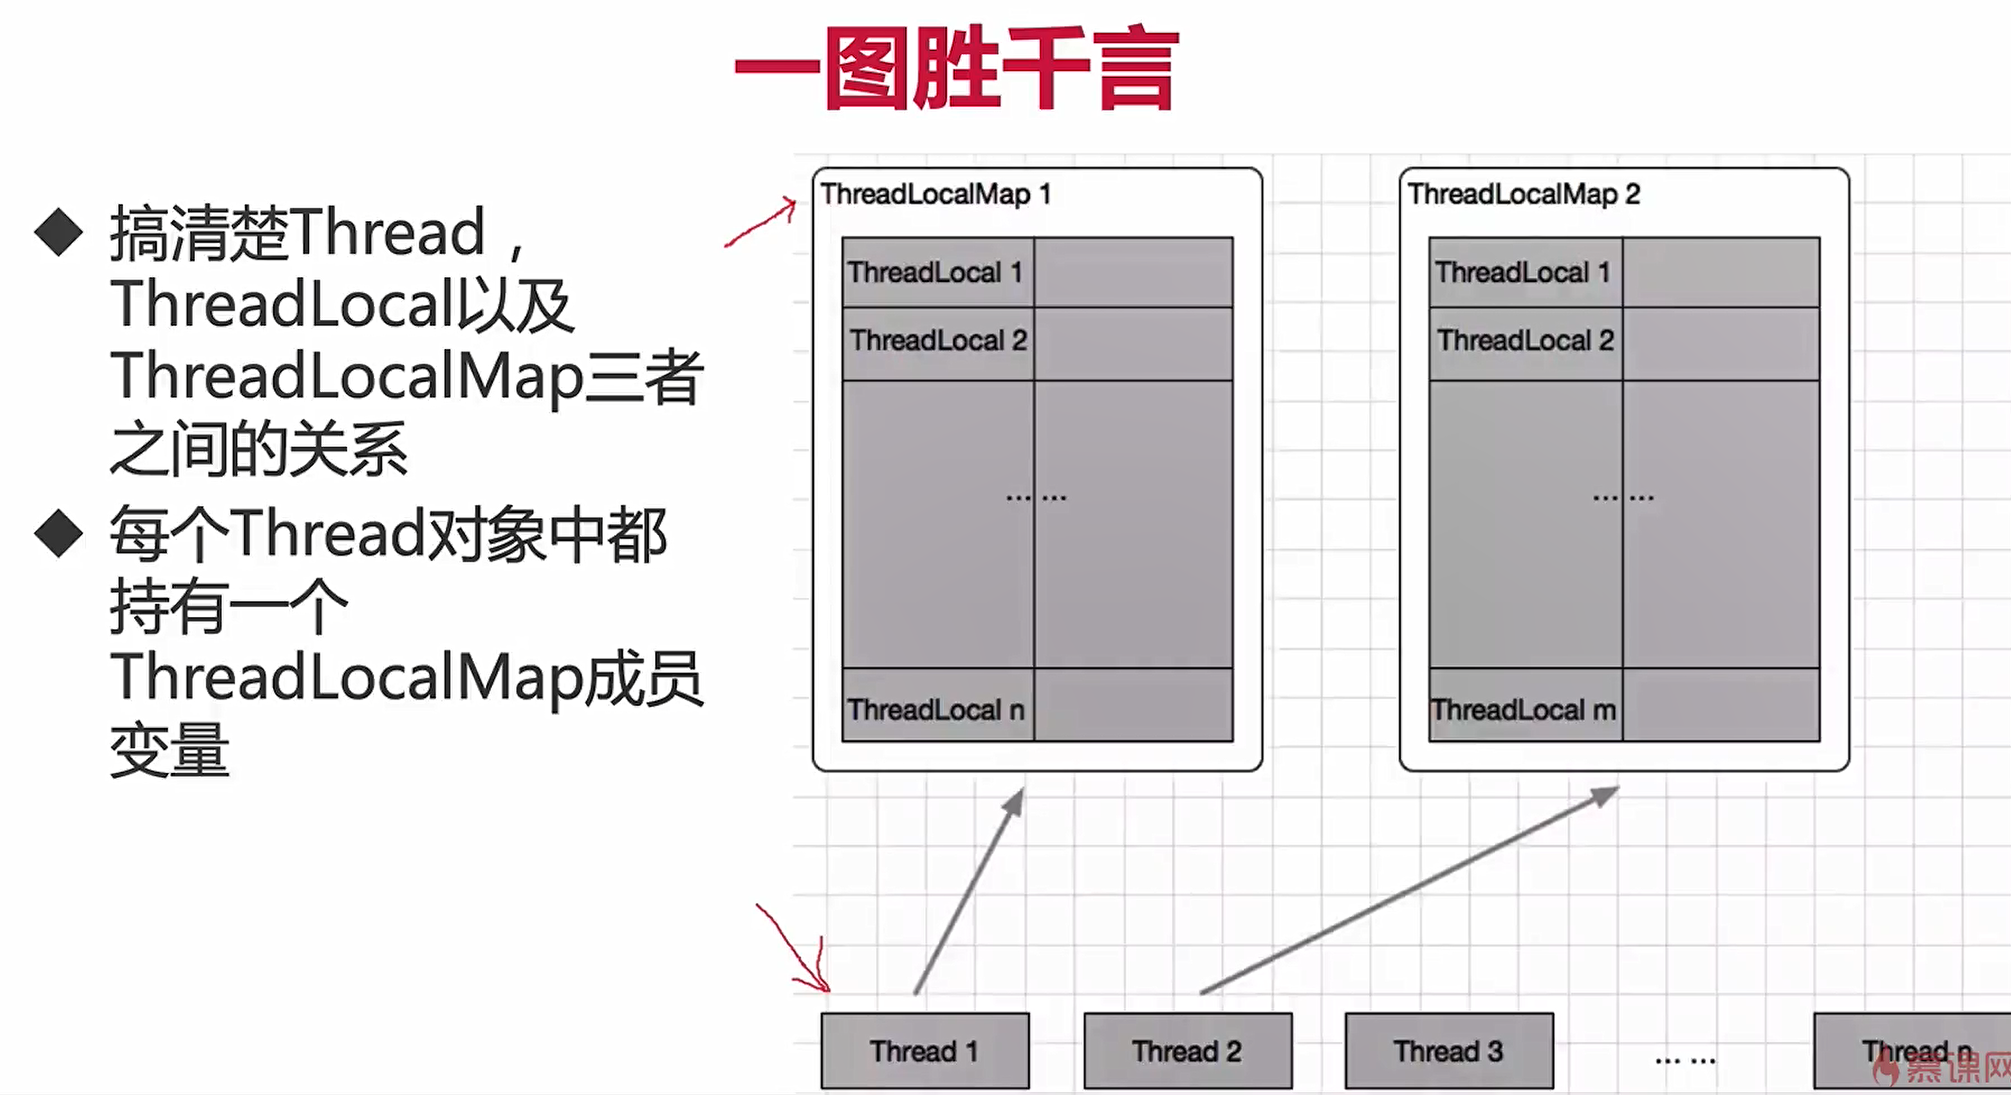 一图胜千言
搞清楚Thread，
ThreadLocal以及
ThreadLocalMap三者
之间的关系
每个Thread对象中都
持有一个
ThreadLocalMap成员
变量
ThreadLocalMap 1
ThreadLocal 1
ThreadLocal 2
... ...
ThreadLocal n
ThreadLocalMap 2
ThreadLocal 1
ThreadLocal 2
... ...
ThreadLocal m
Thread 1
Thread 2
Thread 3
... ...
Thread n
慕课网